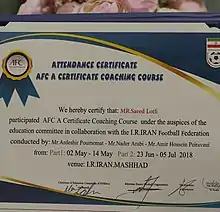 AFC
ATTENDANCE CERTIFICATE
AFC A CERTIFICATE COACHING COURSE
We hereby certify that: MR.Saeed Lotfi
participated AFC A Certificate Coaching Course under the auspices of the
education committee in collaboration with the I.R.IRAN Football Federation
conducted by: Mr.Ardeshir Pournomat - Mr.Nader Arabi - Mr.Amir Hossein Peiravani
from: Part1: 02 May - 14 May Part 2: 23 Jun - 05 Jul 2018
venue: I.R.IRAN.MASHHAD